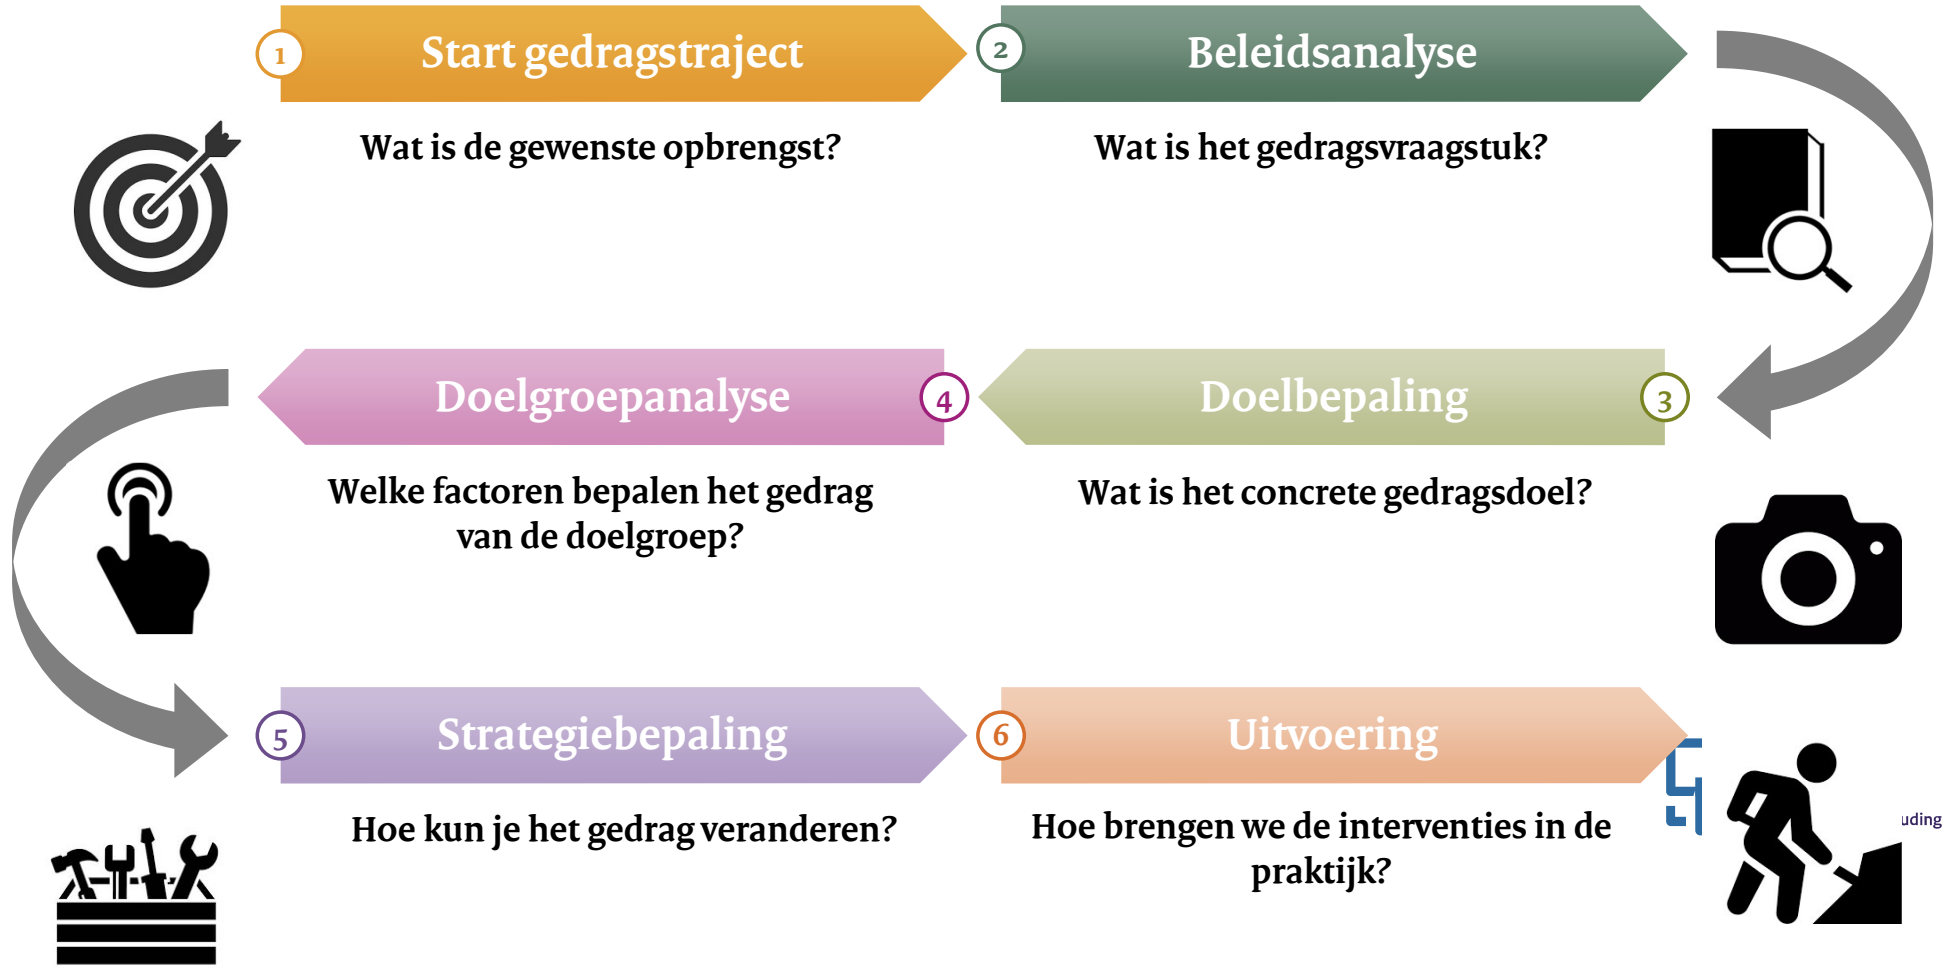 1 Start gedragstraject
2 Beleidsanalyse
Wat is de gewenste opbrengst?
Wat is het gedragsvraagstuk?
3 Doelbepaling
Wat is het concrete gedragsdoel?
4 Doelgroepanalyse
Welke factoren bepalen het gedrag
van de doelgroep?
5 Strategiebepaling
Hoe kun je het gedrag veranderen?
6 Uitvoering
Hoe brengen we de interventies in de
praktijk?
uding